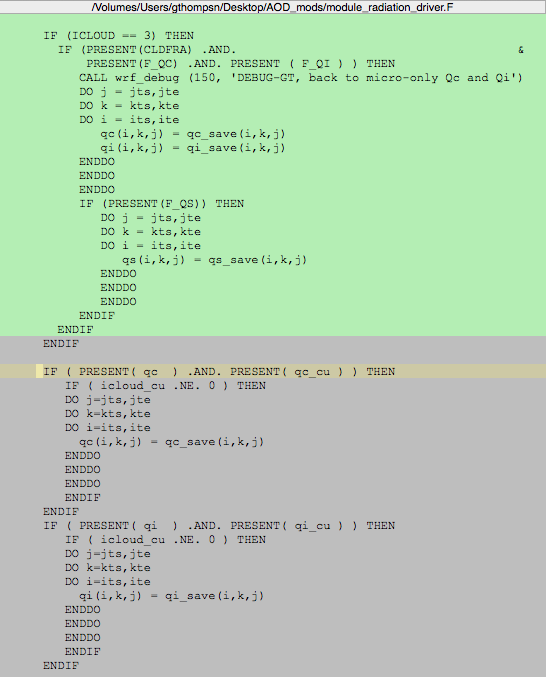 /Volumes/Users/gthompsn/Desktop/AOD_mods/module_radiation_driver.F
IF (ICLOUD == 3) THEN
IF (PRESENT(CLDFRA) .AND. &
PRESENT(F_QC) .AND. PRESENT ( F_QI ) ) THEN
CALL wrf_debug (150, 'DEBUG-GT, back to micro-only Qc and Qi')
DO j = jts,jte
DO k = kts,kte
DO i = its,ite
qc(i,k,j) = qc_save(i,k,j)
qi(i,k,j) = qi_save(i,k,j)
ENDDO
ENDDO
ENDDO
IF (PRESENT(F_QS)) THEN
DO j = jts,jte
DO k = kts,kte
DO i = its,ite
qs(i,k,j) = qs_save(i,k,j)
ENDDO
ENDDO
ENDDO
ENDIF
ENDIF
ENDIF
IF ( PRESENT( qc ) .AND. PRESENT( qc_cu ) ) THEN
IF ( icloud_cu .NE. 0 ) THEN
DO j=jts,jte
DO k=kts,kte
DO i=its,ite
qc(i,k,j) = qc_save(i,k,j)
ENDDO
ENDDO
ENDDO
ENDIF
ENDIF
IF ( PRESENT( qi ) .AND. PRESENT( qi_cu ) ) THEN
IF ( icloud_cu .NE. 0 ) THEN
DO j=jts,jte
DO k=kts,kte
DO i=its,ite
qi(i,k,j) = qi_save(i,k,j)
ENDDO
ENDDO
ENDDO
ENDIF
ENDIF